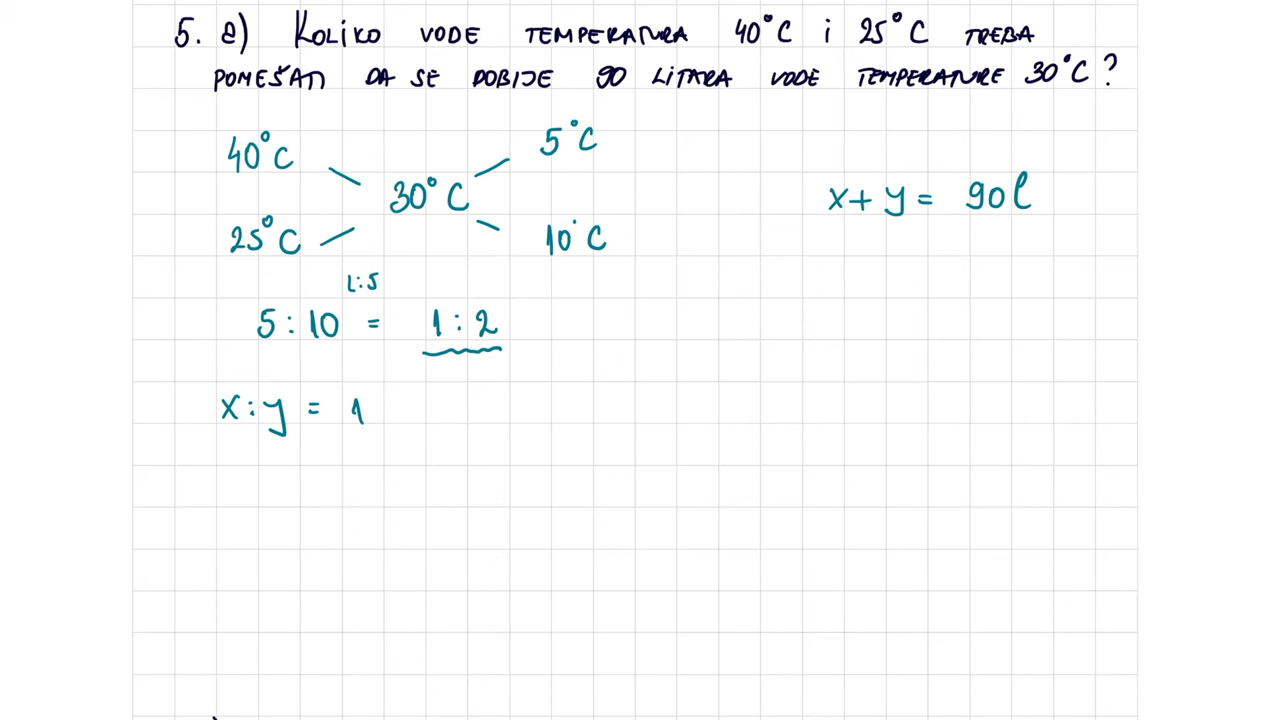 5. a) KOLIKO VODE TEMPERATURA 40°C i 25°C TREBA
POMEŠATI DA SE DOBIJE 90 LITARA VODE TEMPERATURE 30°C?
40°C 5°C
30°C x+y = 90l
25°C 10°C
l:5
5:10 = 1:2
x:y = 1